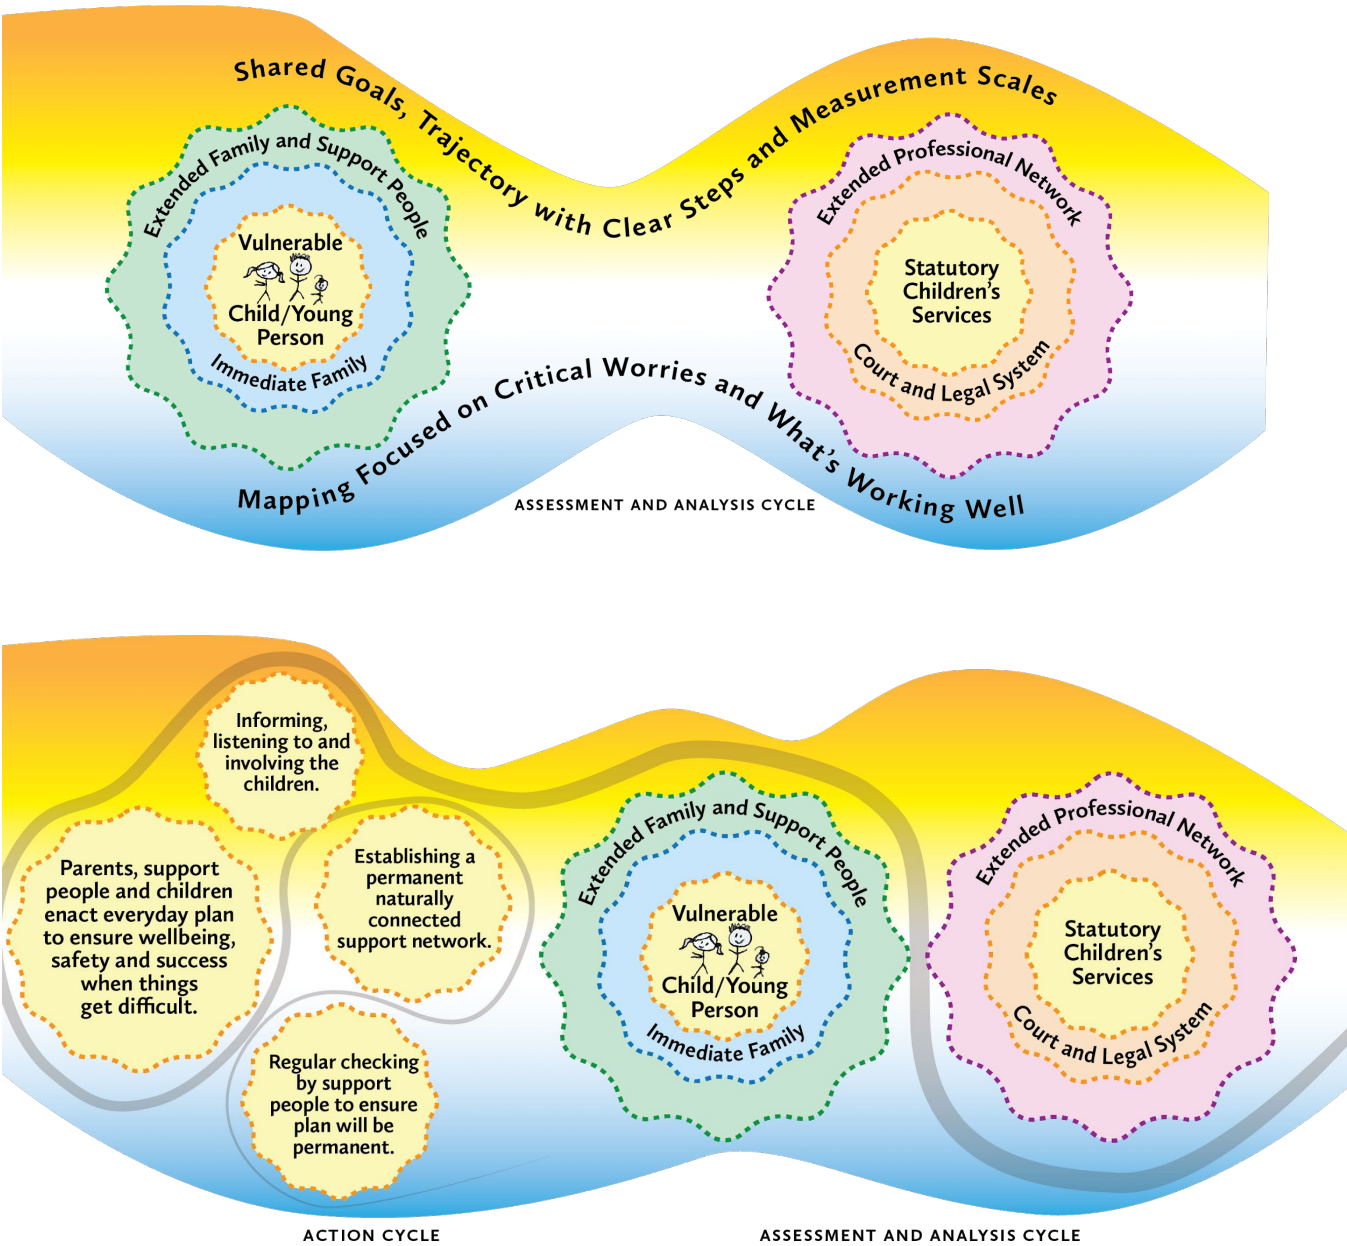 Shared Goals, Trajectory with Clear Steps and Measurement Scales
Extended Family and Support People
Vulnerable
Child/Young
Person
Immediate Family
Extended Professional Network
Statutory
Children's
Services
Court and Legal System
Mapping Focused on Critical Worries and What's Working Well
ASSESSMENT AND ANALYSIS CYCLE
Informing,
listening to and
involving the
children.
Parents, support
people and children
enact everyday plan
to ensure wellbeing,
safety and success
when things
get difficult.
Establishing a
permanent
naturally
connected
support network.
Regular checking
by support
people to ensure
plan will be
permanent.
Extended Family and Support People
Vulnerable
Child/Young
Person
Immediate Family
Extended Professional Network
Statutory
Children's
Services
Court and Legal System
ACTION CYCLE
ASSESSMENT AND ANALYSIS CYCLE